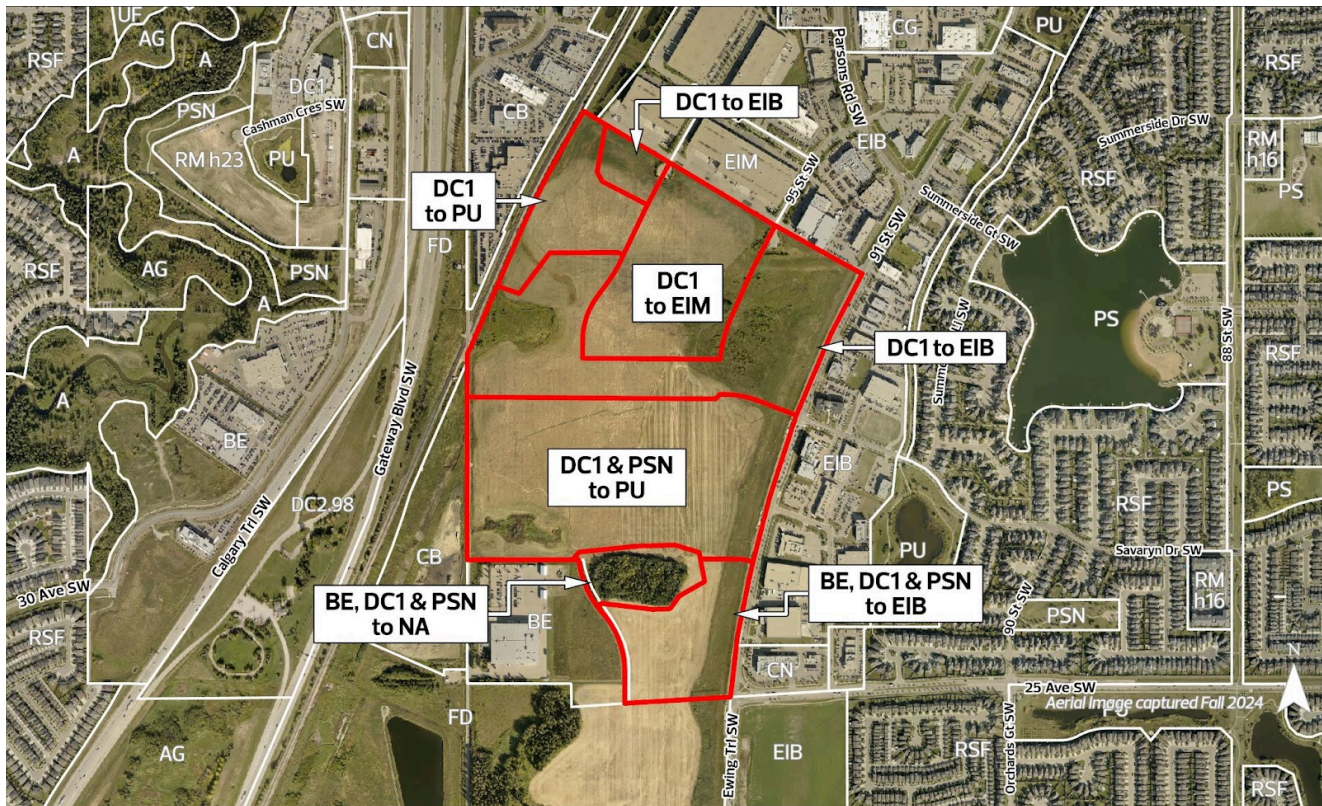 RSF
UF
AG
A
CN
DC1
Cashman Cres SW
PSN
RM h23
PU
A
AG
PSN
A
RSF
A
BE
FD
CB
DC1 to EIB
DC1
to PU
EIM
DC1
to EIM
95 St SW
Parsons Rd SW
CG
EIB
PU
91 St SW
Summerside Gt SW
Summerside Dr SW
RSF
RM
h16
RSF
PS
PS
88 St SW
RSF
DC1 to EIB
DC1 & PSN
to PU
Gateway Blvd SW
Calgary Trl SW
DC2.98
30 Ave SW
RSF
CB
BE, DC1 & PSN
to NA
BE
BE, DC1 & PSN
to EIB
EIB
PU
RSF
PS
Savaryn Dr SW
RM
h16
90 St SW
PSN
RSF
CN
25 Ave SW
N
Aerial Image captured Fall 2024
AG
FD
Ewing Trl SW
EIB
RSF
Orchards Gt SW
PU
RSF
RSF